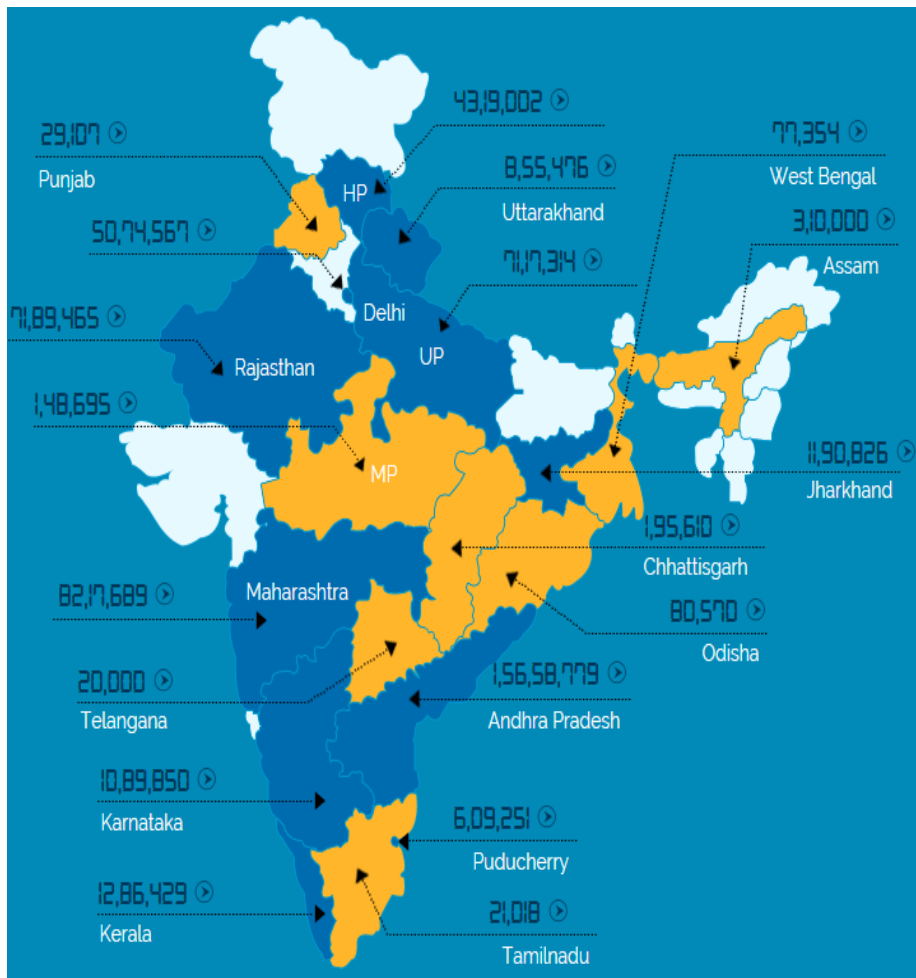 43,19,002
77,354
29,107
West Bengal
Punjab
HP
8,55,476
Uttarakhand
3,10,000
Assam
50,74,567
71,17,314
Delhi
71,89,465
UP
Rajasthan
1,48,695
MP
11,90,826
Jharkhand
1,95,610
Chhattisgarh
82,17,689
Maharashtra
80,570
Odisha
20,000
Telangana
1,56,58,779
Andhra Pradesh
10,89,850
Karnataka
6,09,251
Puducherry
12,86,429
Kerala
21,018
Tamilnadu